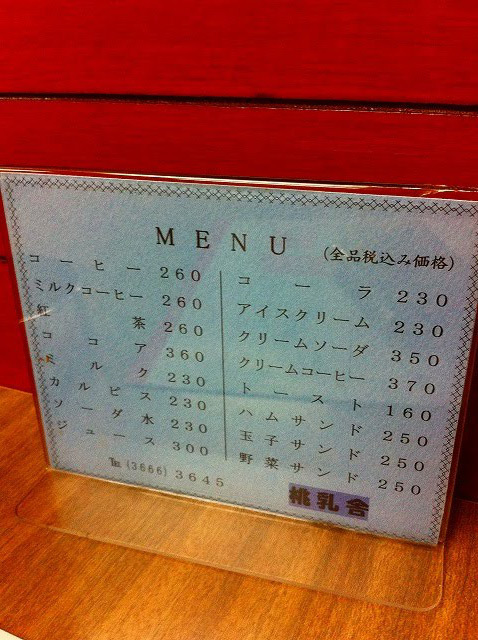 MENU (全品税込み価格)
コーヒー 260
ミルクコーヒー 260
紅茶 260
ココア 360
ミルク 230
カルピス 230
ソーダ水 230
ジュース 300
コーラ 230
アイスクリーム 230
クリームソーダ 350
クリームコーヒー 370
トースト 160
ハムサンド 250
玉子サンド 250
野菜サンド 250
℡ (3666) 3645
桃乳舎